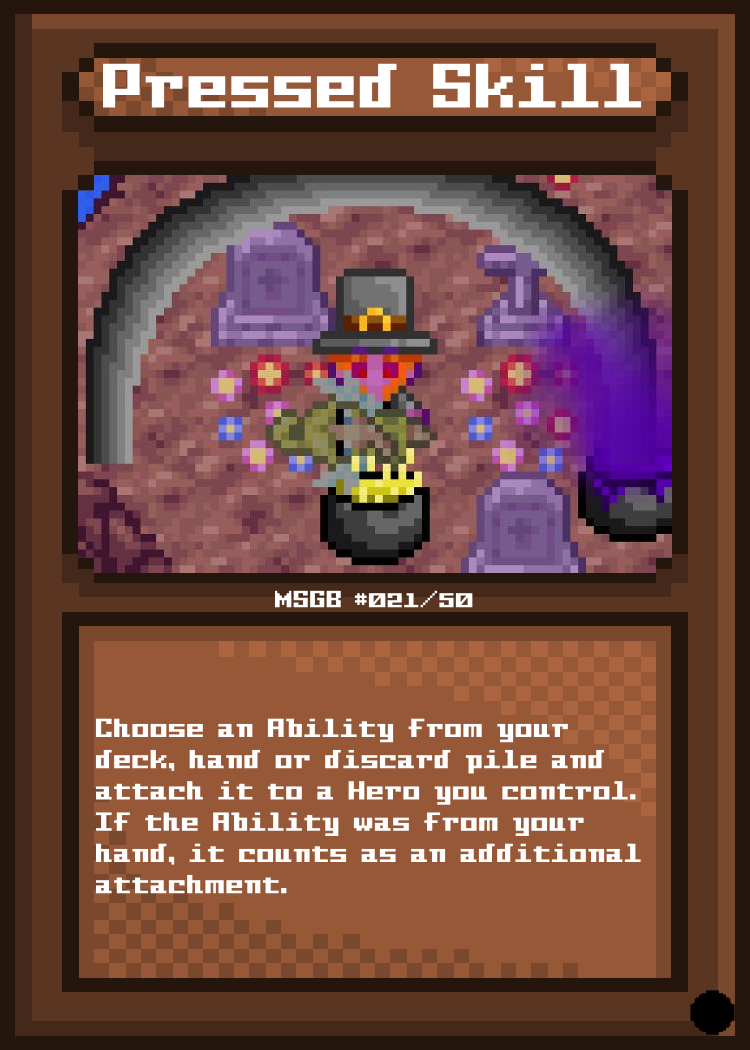 Pressed Skill
MSGB #021/50
Choose an Ability from your
deck, hand or discard pile and
attach it to a Hero you control.
If the Ability was from your
hand, it counts as an additional
attachment.